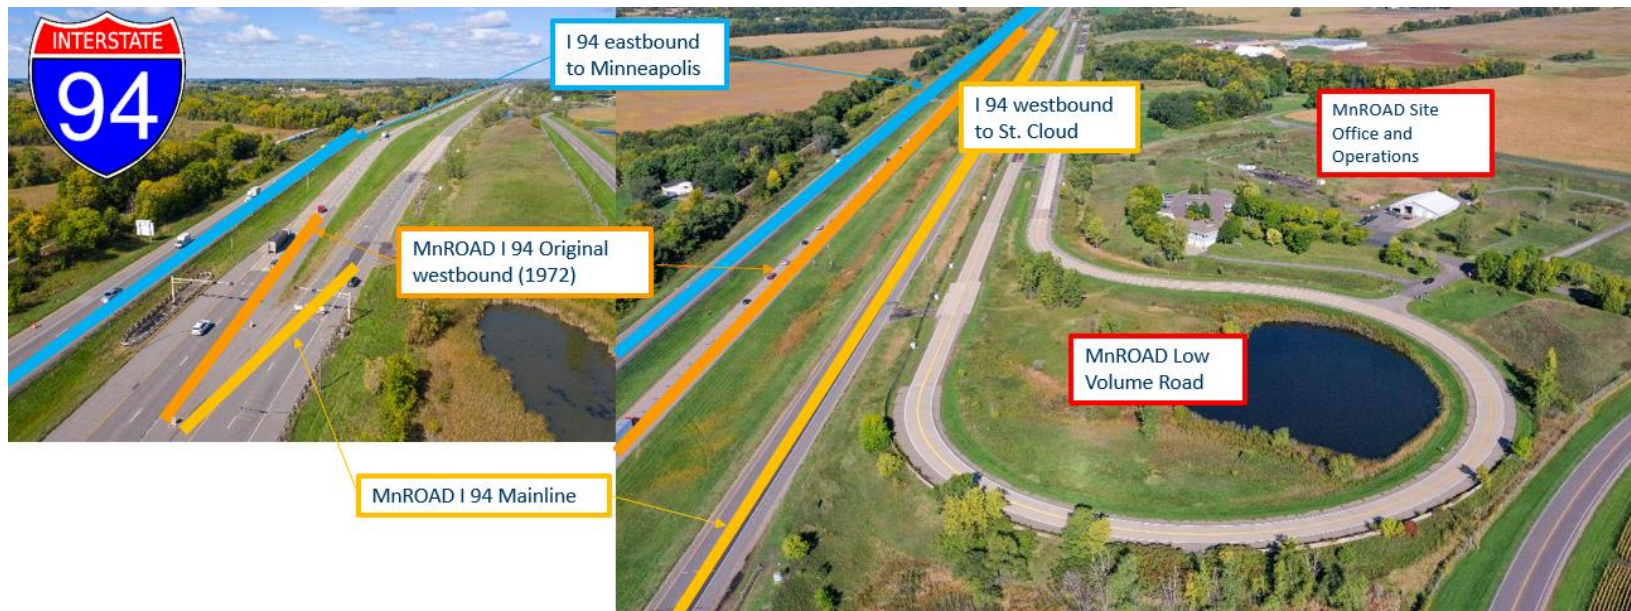 INTERSTATE
94
I 94 eastbound
to Minneapolis
I 94 westbound
to St. Cloud
MnROAD Site
Office and
Operations
MnROAD I 94 Original
westbound (1972)
MnROAD Low
Volume Road
MnROAD I 94 Mainline